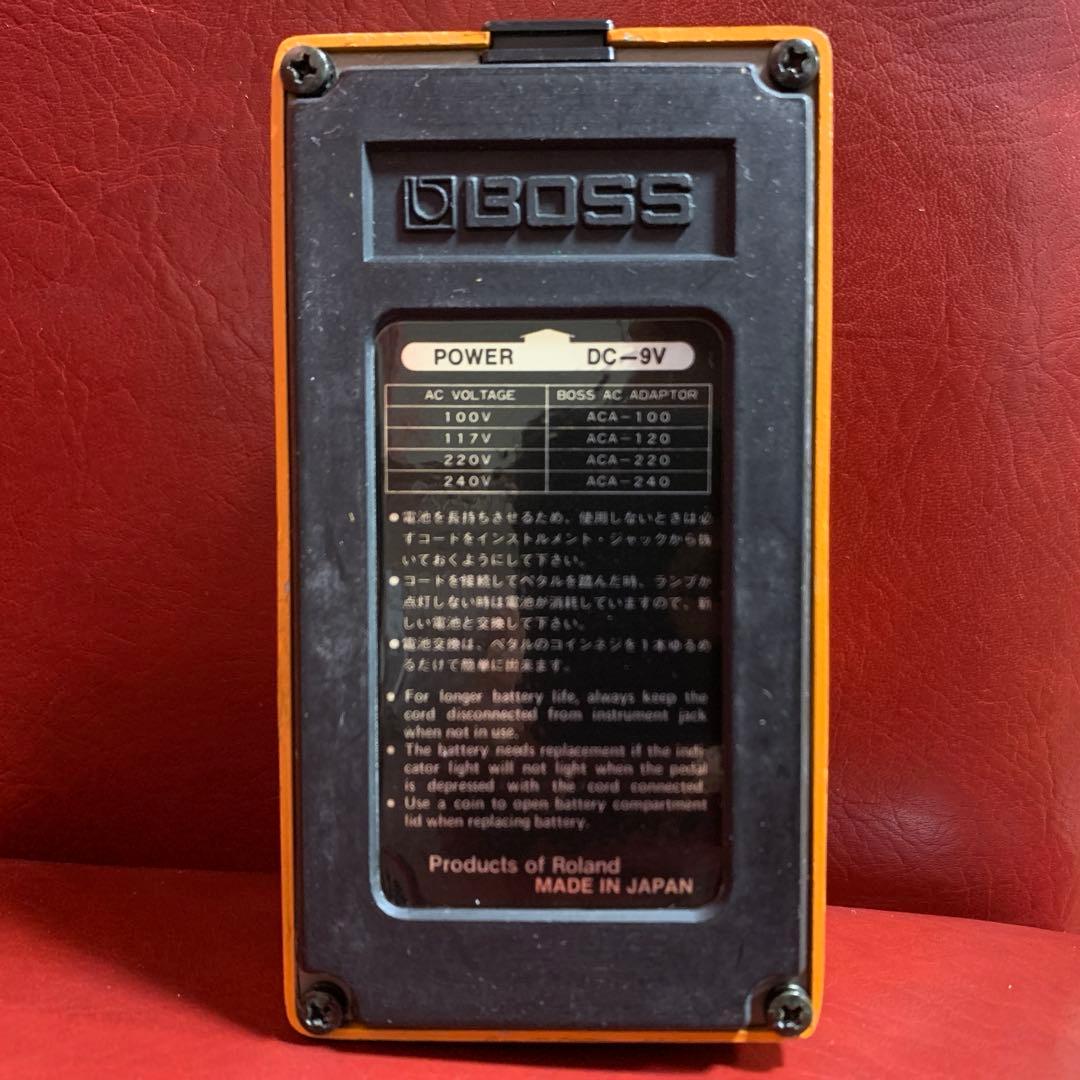 BOSS
POWER DC-9V
AC VOLTAGE BOSS AC ADAPTOR
100V ACA-100
117V ACA-120
220V ACA-220
240V ACA-240
●電池を長持ちさせるため、使用しないときは必
ずコートをインストルメント・ジャックから抜
いておくようにして下さい。
●コートを接続してペタルを踏んだ時、ランプが
点灯しない時は電池が消耗していますので、新
しい電池と交換して下さい。
●電池交換は、ペタルのコインネジを1本ゆるめ
るだけで簡単に出来ます。
● For longer battery life, always keep the
cord disconnected from instrument jack
when not in use.
● The battery needs replacement if the indi-
cator light will not light when the pedal
is depressed with the cord connected.
● Use a coin to open battery compartment
lid when replacing battery.
Products of Roland
MADE IN JAPAN